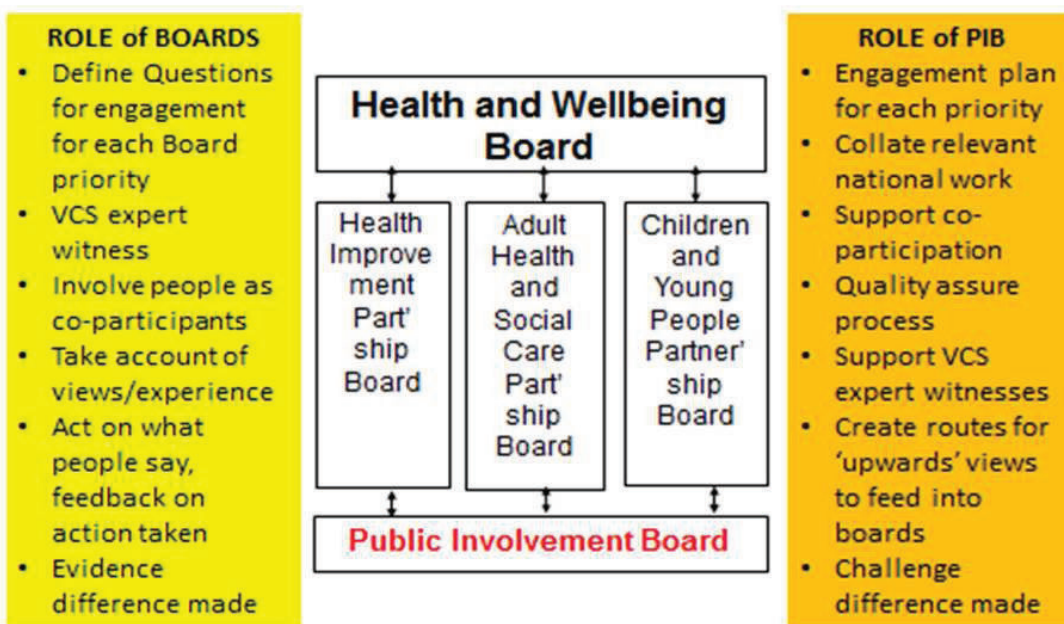 ROLE of BOARDS
• Define Questions
for engagement
for each Board
priority
• VCS expert
witness
• Involve people as
co-participants
• Take account of
views/experience
• Act on what
people say,
feedback on
action taken
• Evidence
difference made
Health and Wellbeing
Board
Health
Improve
ment
Part'
ship
Board
Adult
Health
and
Social
Care
Part'
ship
Board
Children
and
Young
People
Partner'
ship
Board
Public Involvement Board
ROLE of PIB
• Engagement plan
for each priority
• Collate relevant
national work
• Support co-
participation
• Quality assure
process
• Support VCS
expert witnesses
• Create routes for
‘upwards’ views
to feed into
boards
• Challenge
difference made